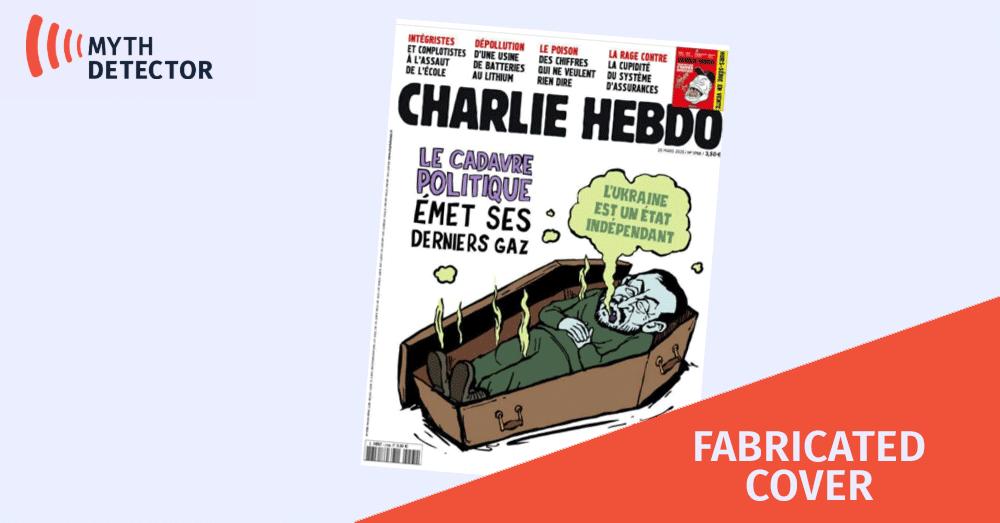 MYTH
DETECTOR
INTÉGRISTES
ET COMPLOTISTES
À L'ASSAUT
DE L'ÉCOLE
DÉPOLLUTION
D'UNE USINE
DE BATTERIES
AU LITHIUM
LE POISON
DES CHIFFRES
QUI NE VEULENT
RIEN DIRE
LA RAGE CONTRE
LA CUPIDITÉ
DU SYSTÈME
D'ASSURANCES
CHARLIE HEBDO
LE CADAVRE
POLITIQUE
ÉMET SES
DERNIERS GAZ
L'UKRAINE
EST UN ÉTAT
INDÉPENDANT
FABRICATED
COVER